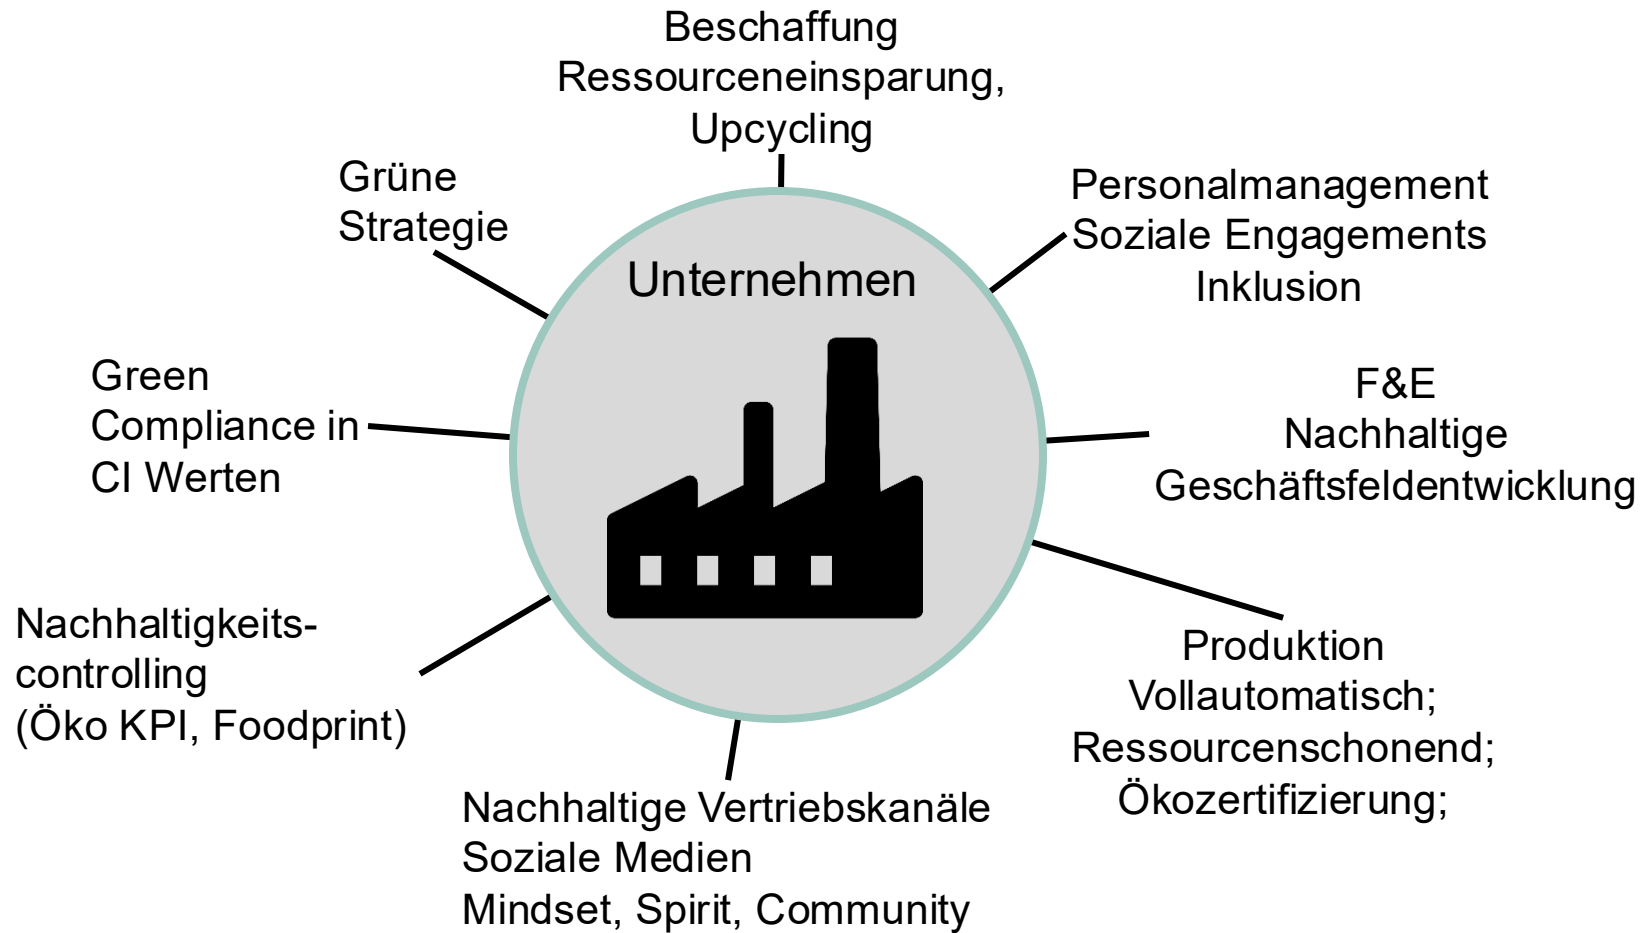 Beschaffung
Ressourceneinsparung,
Upcycling
Grüne
Strategie
Personalmanagement
Soziale Engagements
Inklusion
Unternehmen
Green
Compliance in
CI Werten
F&E
Nachhaltige
Geschäftsfeldentwicklung
Nachhaltigkeits-
controlling
(Öko KPI, Foodprint)
Produktion
Vollautomatisch;
Ressourcenschonend;
Ökozertifizierung;
Nachhaltige Vertriebskanäle
Soziale Medien
Mindset, Spirit, Community